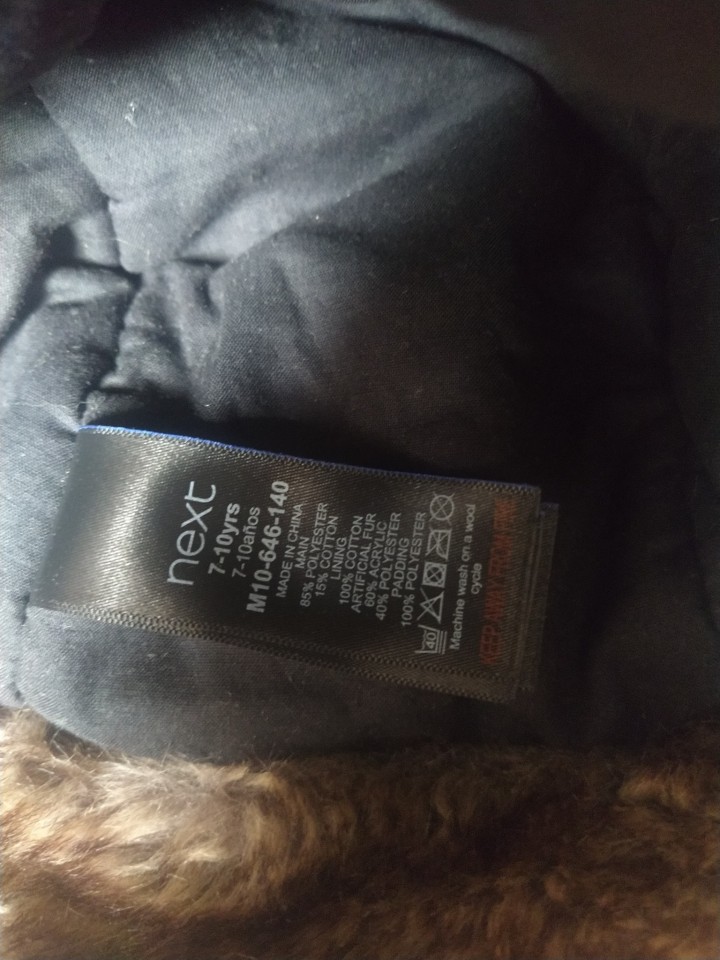 next
7-10yrs
7-10años
M10-646-140
MADE IN CHINA
MAIN
85% POLYESTER
15% COTTON
LINING
100% COTTON
ARTIFICIAL FUR
60% ACRYLIC
40% POLYESTER
PADDING
100% POLYESTER
40
Machine wash on a wool
cycle
KEEP AWAY FROM FIRE